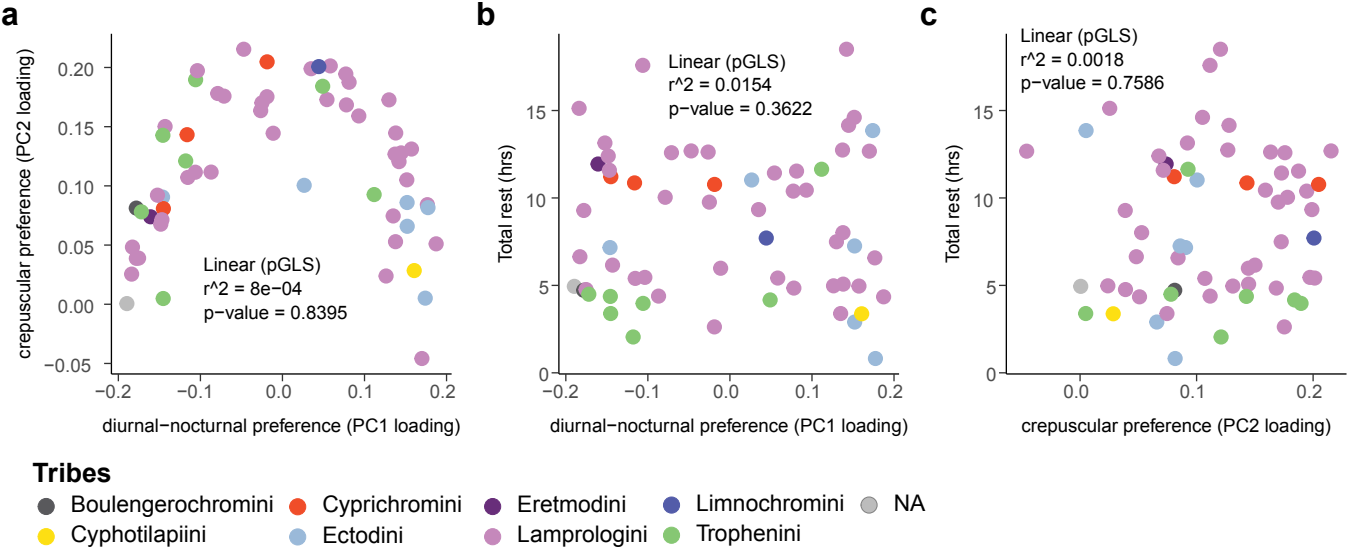 a
crepuscular preference (PC2 loading)
0.20
0.15
0.10
0.05
0.00
−0.05
Linear (pGLS)
r^2 = 8e−04
p−value = 0.8395
−0.2
−0.1
0.0
0.1
0.2
diurnal−nocturnal preference (PC1 loading)
b
Total rest (hrs)
15
10
5
0
Linear (pGLS)
r^2 = 0.0154
p−value = 0.3622
−0.2
−0.1
0.0
0.1
0.2
diurnal−nocturnal preference (PC1 loading)
c
Total rest (hrs)
15
10
5
0
Linear (pGLS)
r^2 = 0.0018
p−value = 0.7586
0.0
0.1
0.2
crepuscular preference (PC2 loading)
Tribes
Boulengerochromini
Cyprichromini
Eretmodini
Limnochromini
NA
Cyphotilapiini
Ectodini
Lamprologini
Trophenini